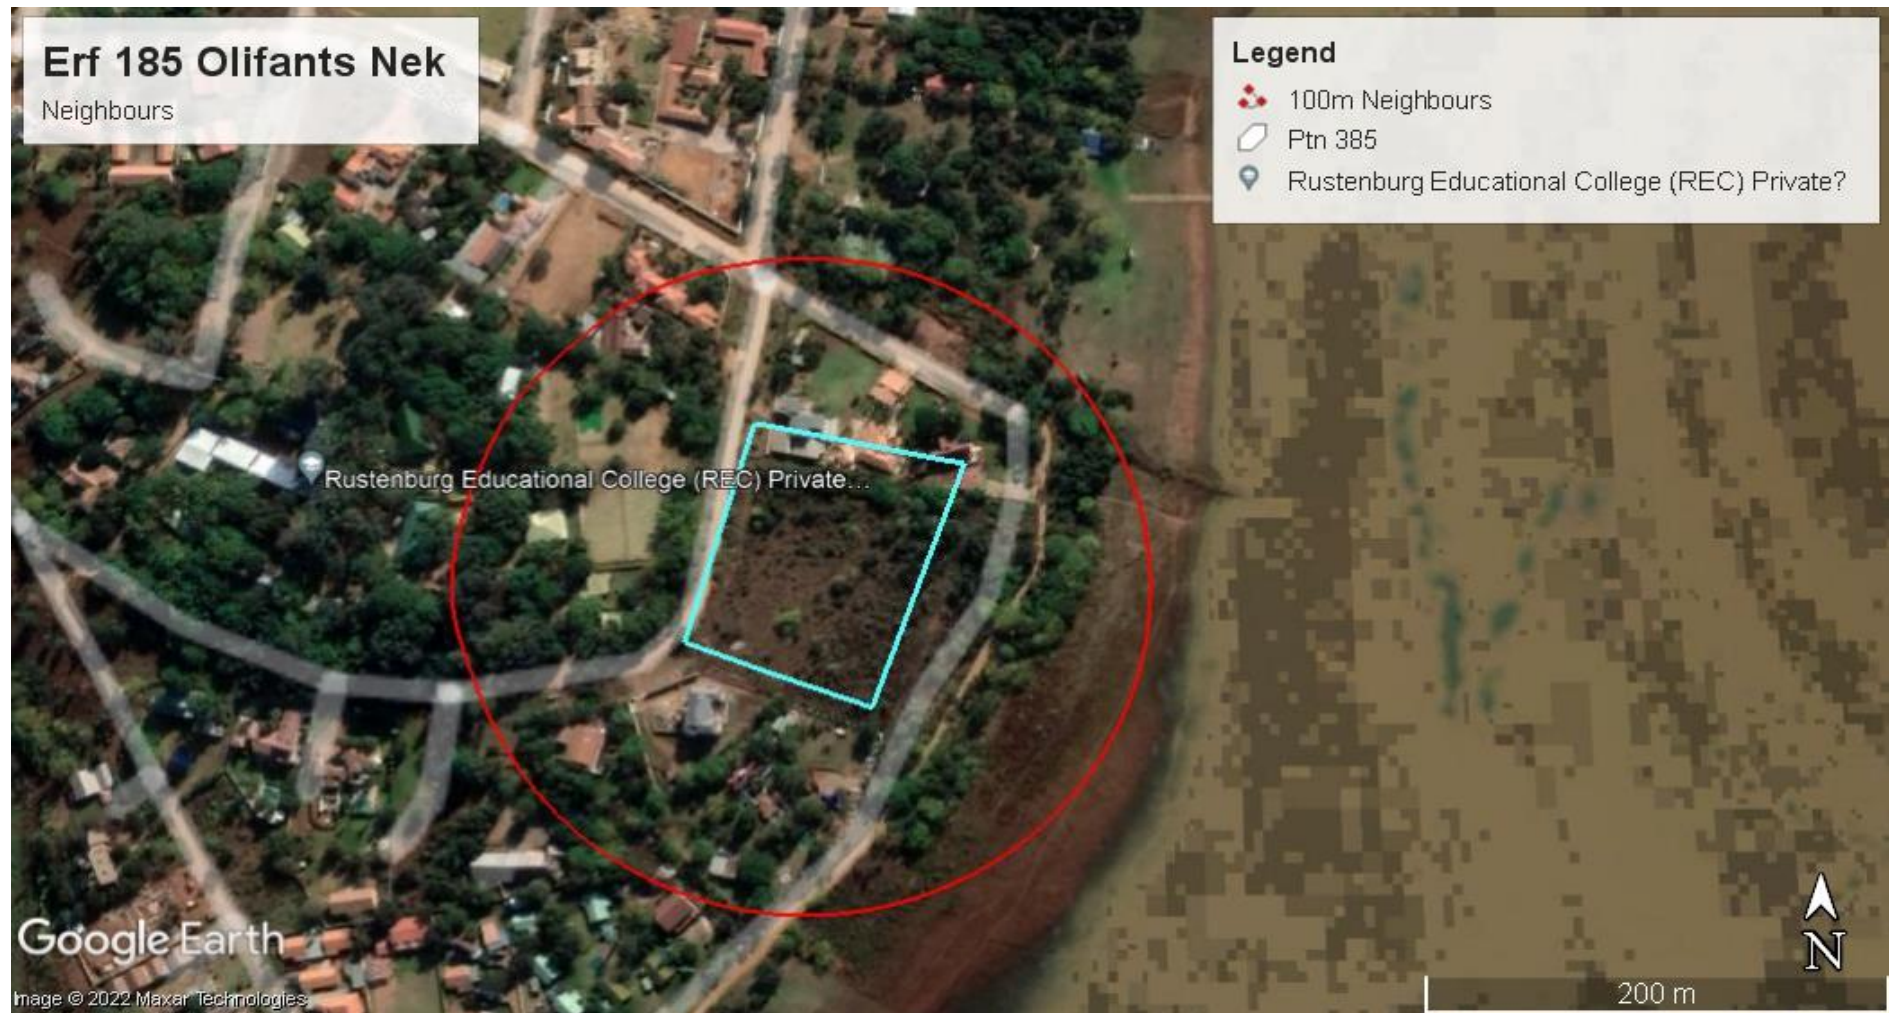 Erf 185 Olifants Nek
Neighbours
Legend
100m Neighbours
Ptn 385
Rustenburg Educational College (REC) Private?
Rustenburg Educational College (REC) Private...
Google Earth
Image © 2022 Maxar Technologies
N
200 m